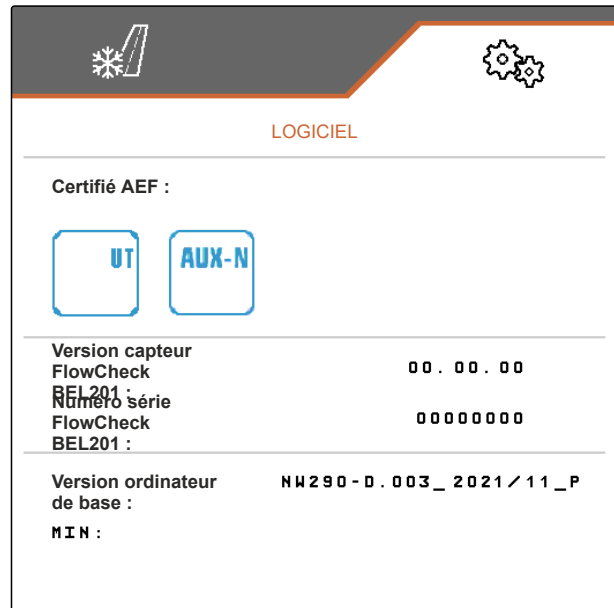 LOGICIEL
Certifié AEF :
UT AUX-N
Version capteur
FlowCheck 00.00.00
BEL201 :
Numéro série
FlowCheck 00000000
BEL201 :
Version ordinateur NW290-D.003_2021/11_P
de base :
MIN: